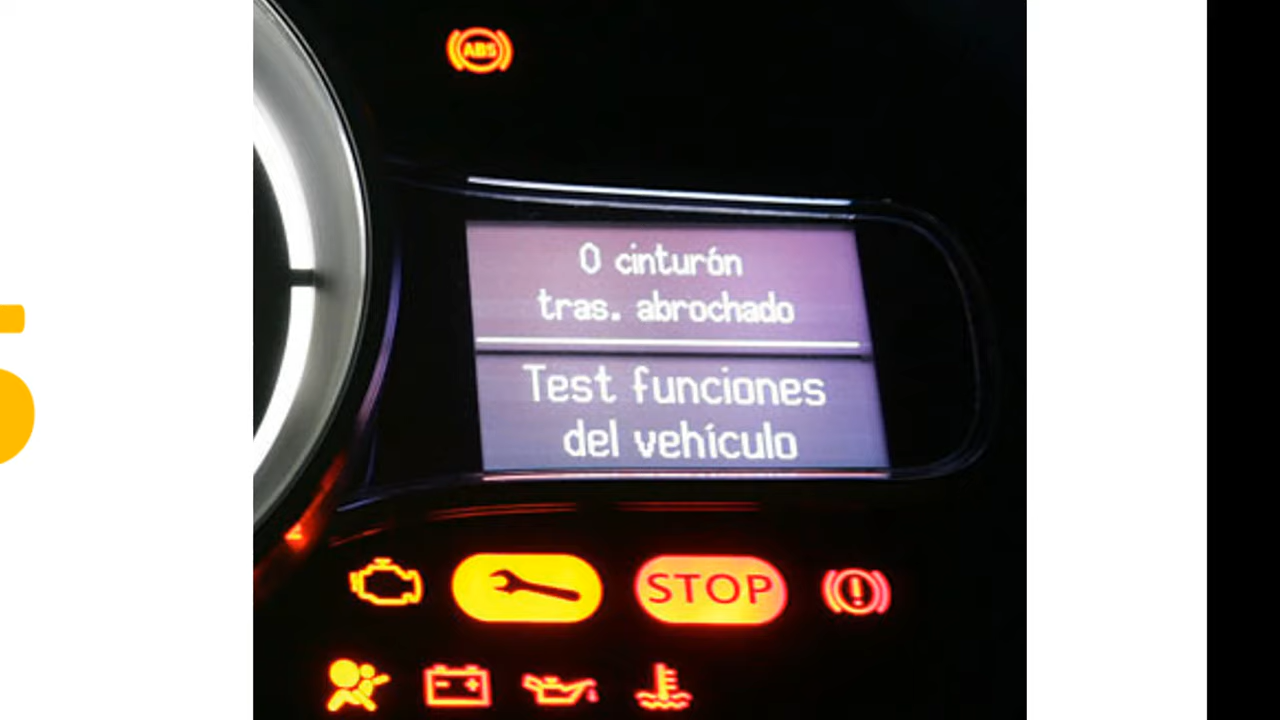 ABS
0 cinturón
tras. abrochado
Test funciones
del vehículo
STOP